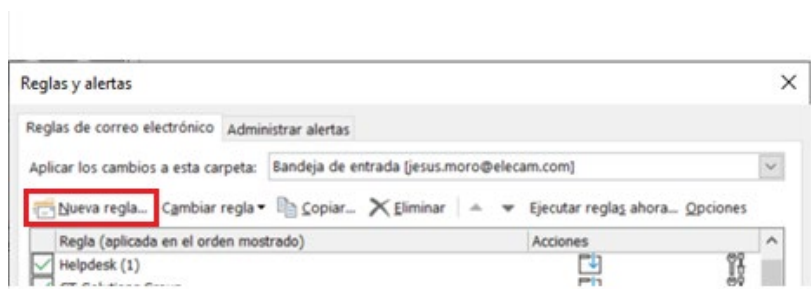 Reglas y alertas
Reglas de correo electrónico Administrar alertas
Aplicar los cambios a esta carpeta: Bandeja de entrada [jesus.moro@elecam.com]
Nueva regla... Cambiar regla Copiar... Eliminar Ejecutar reglas ahora... Opciones
Regla (aplicada en el orden mostrado) Acciones
Helpdesk (1)